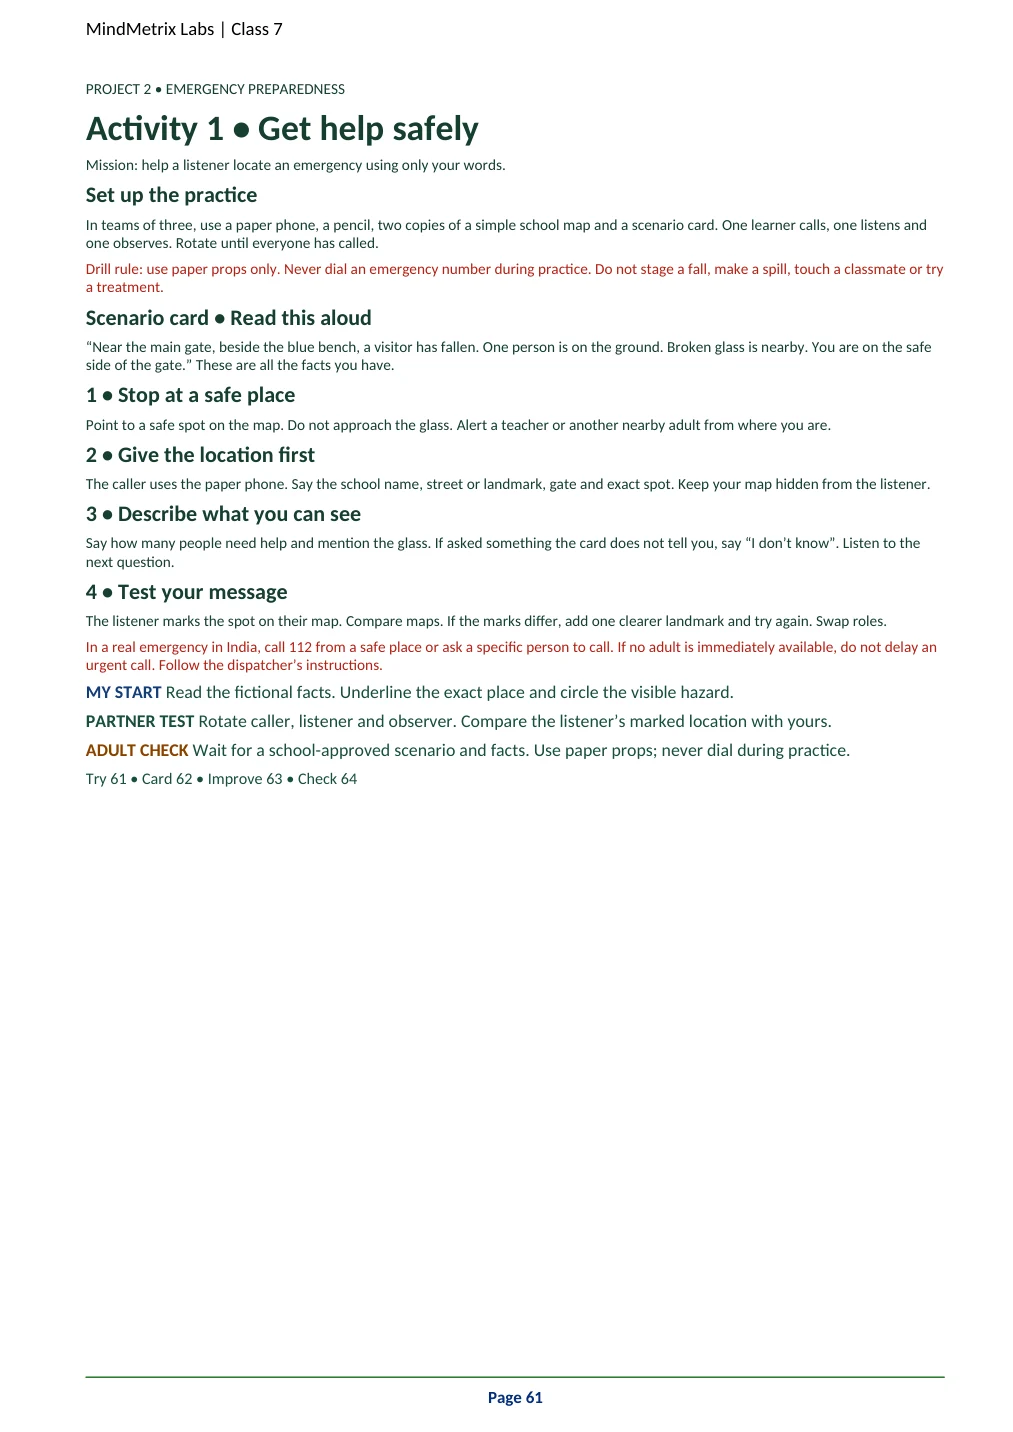 MindMetrix Labs | Class 7
PROJECT 2 • EMERGENCY PREPAREDNESS
Activity 1 • Get help safely
Mission: help a listener locate an emergency using only your words.
Set up the practice
In teams of three, use a paper phone, a pencil, two copies of a simple school map and a scenario card. One learner calls, one listens and
one observes. Rotate until everyone has called.
Drill rule: use paper props only. Never dial an emergency number during practice. Do not stage a fall, make a spill, touch a classmate or try
a treatment.
Scenario card • Read this aloud
“Near the main gate, beside the blue bench, a visitor has fallen. One person is on the ground. Broken glass is nearby. You are on the safe
side of the gate.” These are all the facts you have.
1 • Stop at a safe place
Point to a safe spot on the map. Do not approach the glass. Alert a teacher or another nearby adult from where you are.
2 • Give the location first
The caller uses the paper phone. Say the school name, street or landmark, gate and exact spot. Keep your map hidden from the listener.
3 • Describe what you can see
Say how many people need help and mention the glass. If asked something the card does not tell you, say “I don’t know”. Listen to the
next question.
4 • Test your message
The listener marks the spot on their map. Compare maps. If the marks differ, add one clearer landmark and try again. Swap roles.
In a real emergency in India, call 112 from a safe place or ask a specific person to call. If no adult is immediately available, do not delay an
urgent call. Follow the dispatcher’s instructions.
MY START Read the fictional facts. Underline the exact place and circle the visible hazard.
PARTNER TEST Rotate caller, listener and observer. Compare the listener’s marked location with yours.
ADULT CHECK Wait for a school-approved scenario and facts. Use paper props; never dial during practice.
Try 61 • Card 62 • Improve 63 • Check 64
Page 61